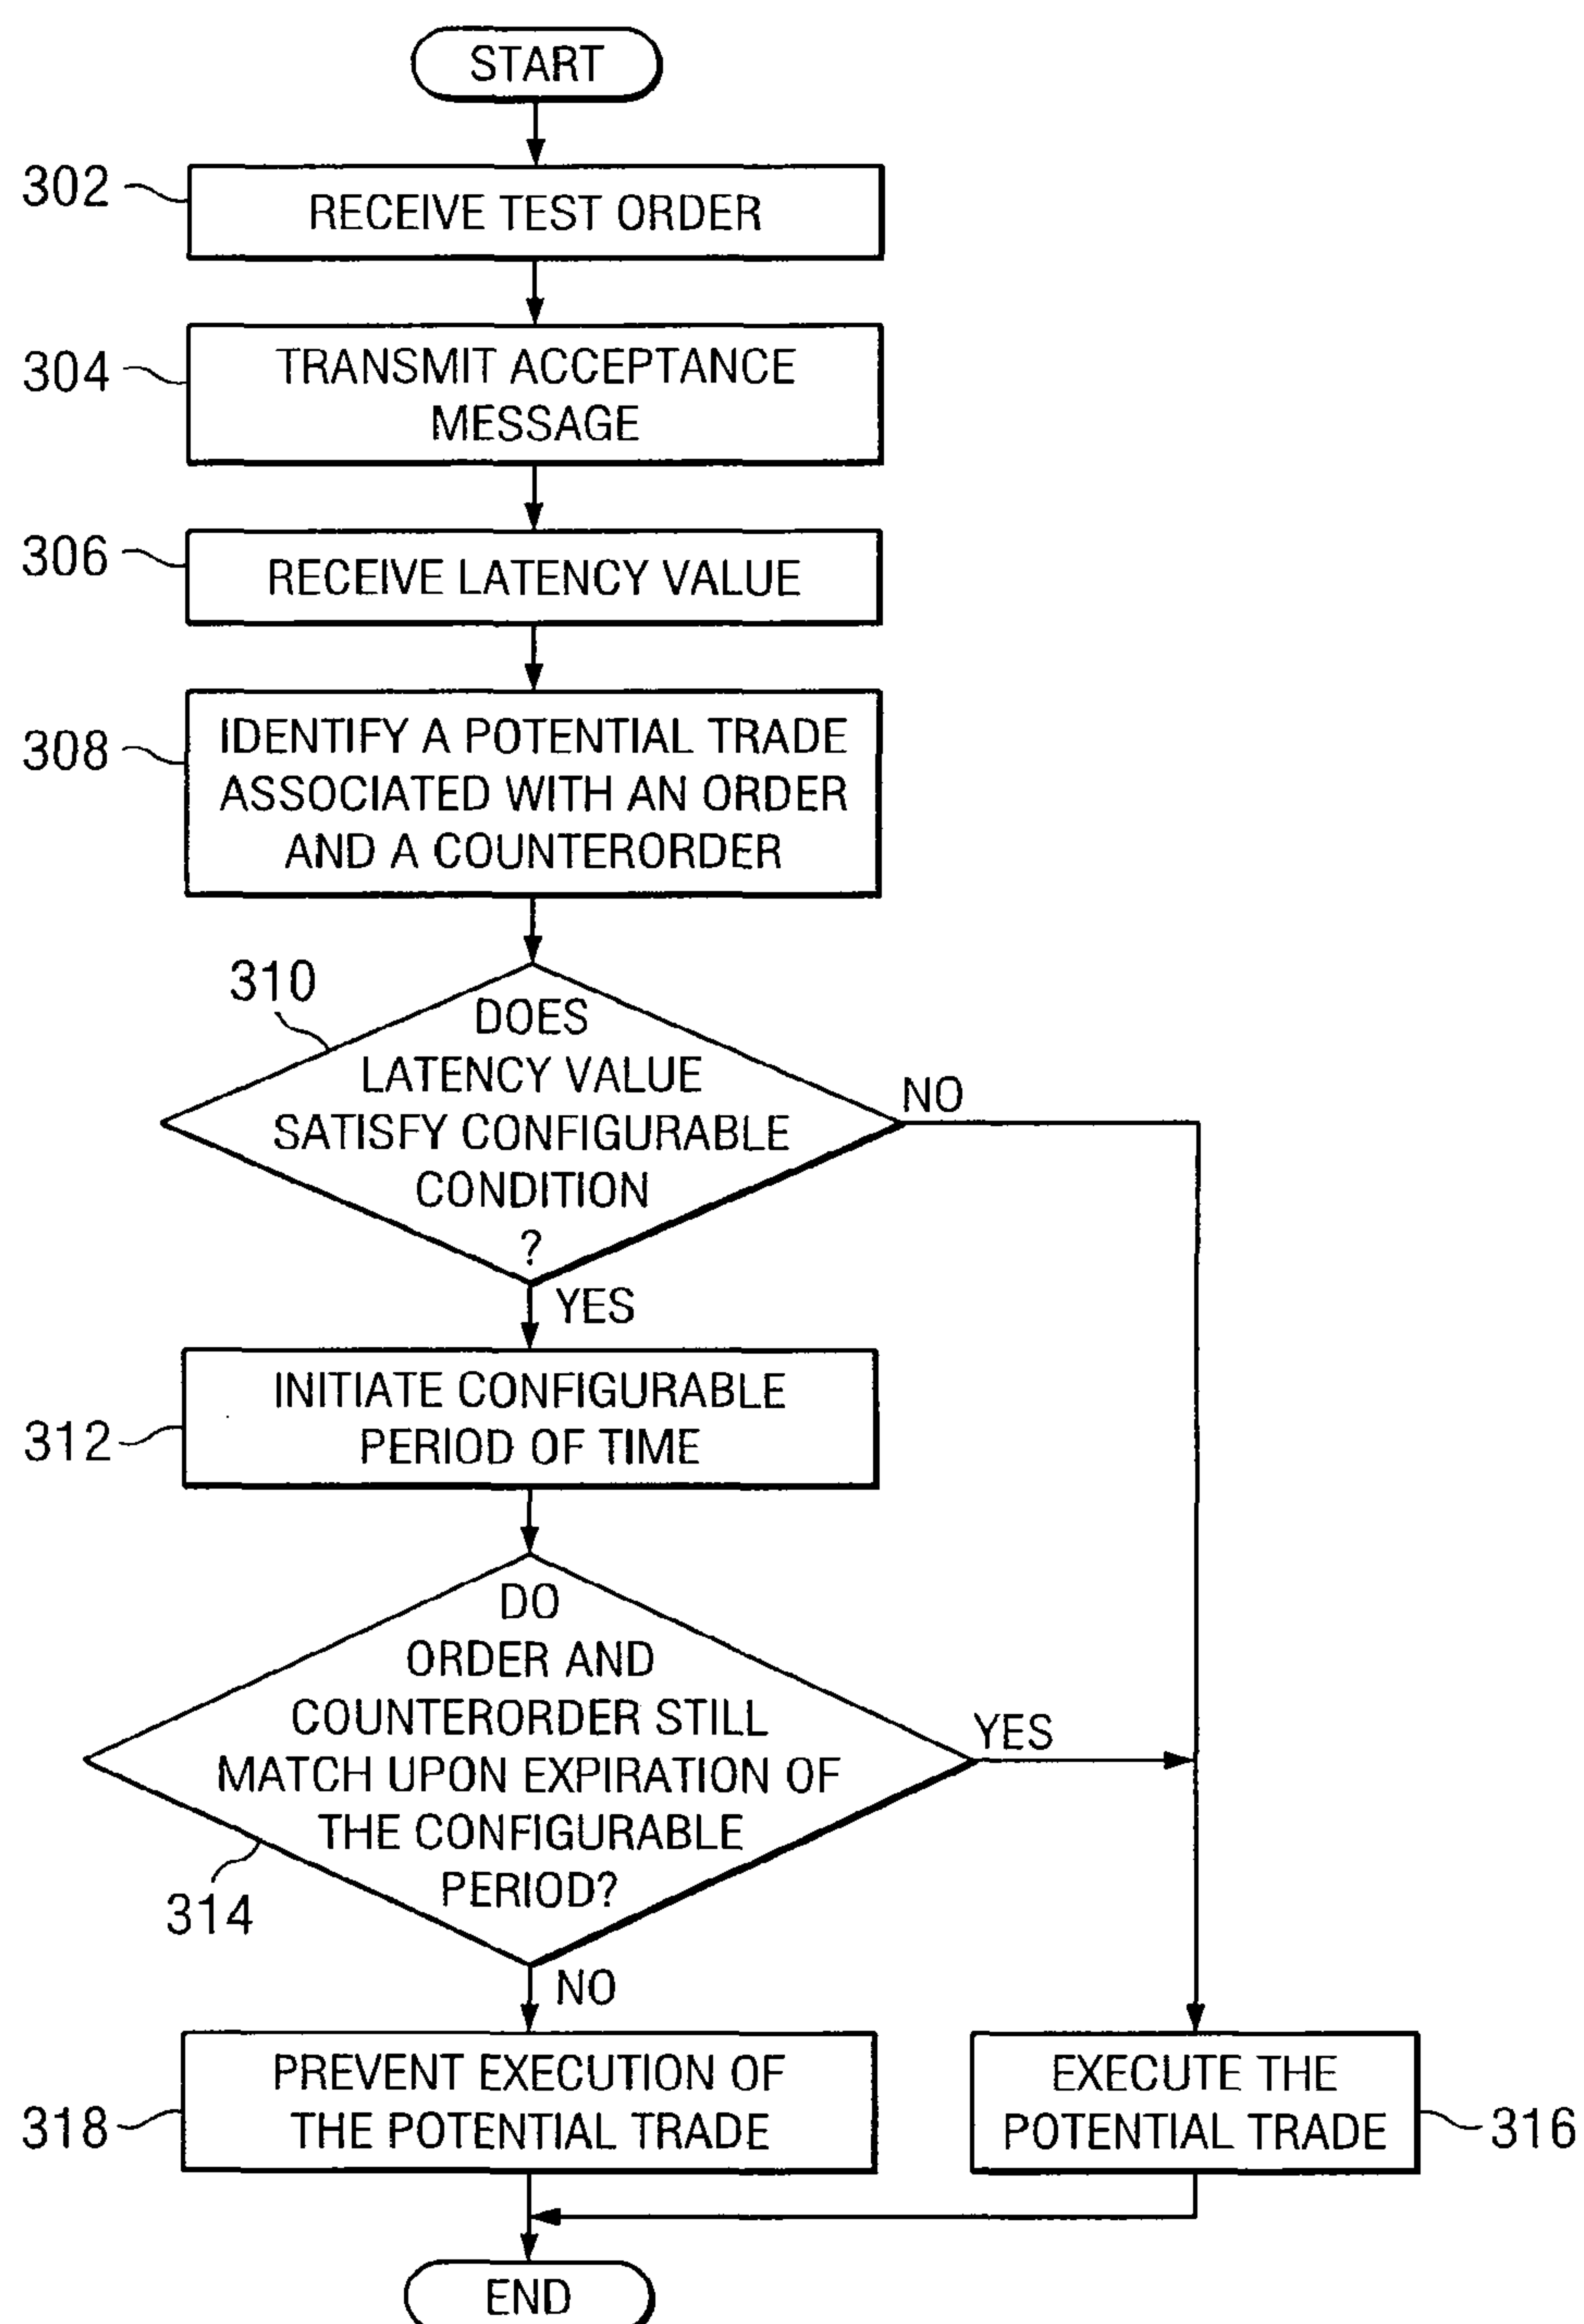 START
302
RECEIVE TEST ORDER
304
TRANSMIT ACCEPTANCE
MESSAGE
306
RECEIVE LATENCY VALUE
308
IDENTIFY A POTENTIAL TRADE
ASSOCIATED WITH AN ORDER
AND A COUNTERORDER
310
DOES
LATENCY VALUE
SATISFY CONFIGURABLE
CONDITION
?
NO
YES
312
INITIATE CONFIGURABLE
PERIOD OF TIME
DO
ORDER AND
COUNTERORDER STILL
MATCH UPON EXPIRATION OF
THE CONFIGURABLE
PERIOD?
314
YES
NO
318
PREVENT EXECUTION OF
THE POTENTIAL TRADE
EXECUTE THE
POTENTIAL TRADE
316
END